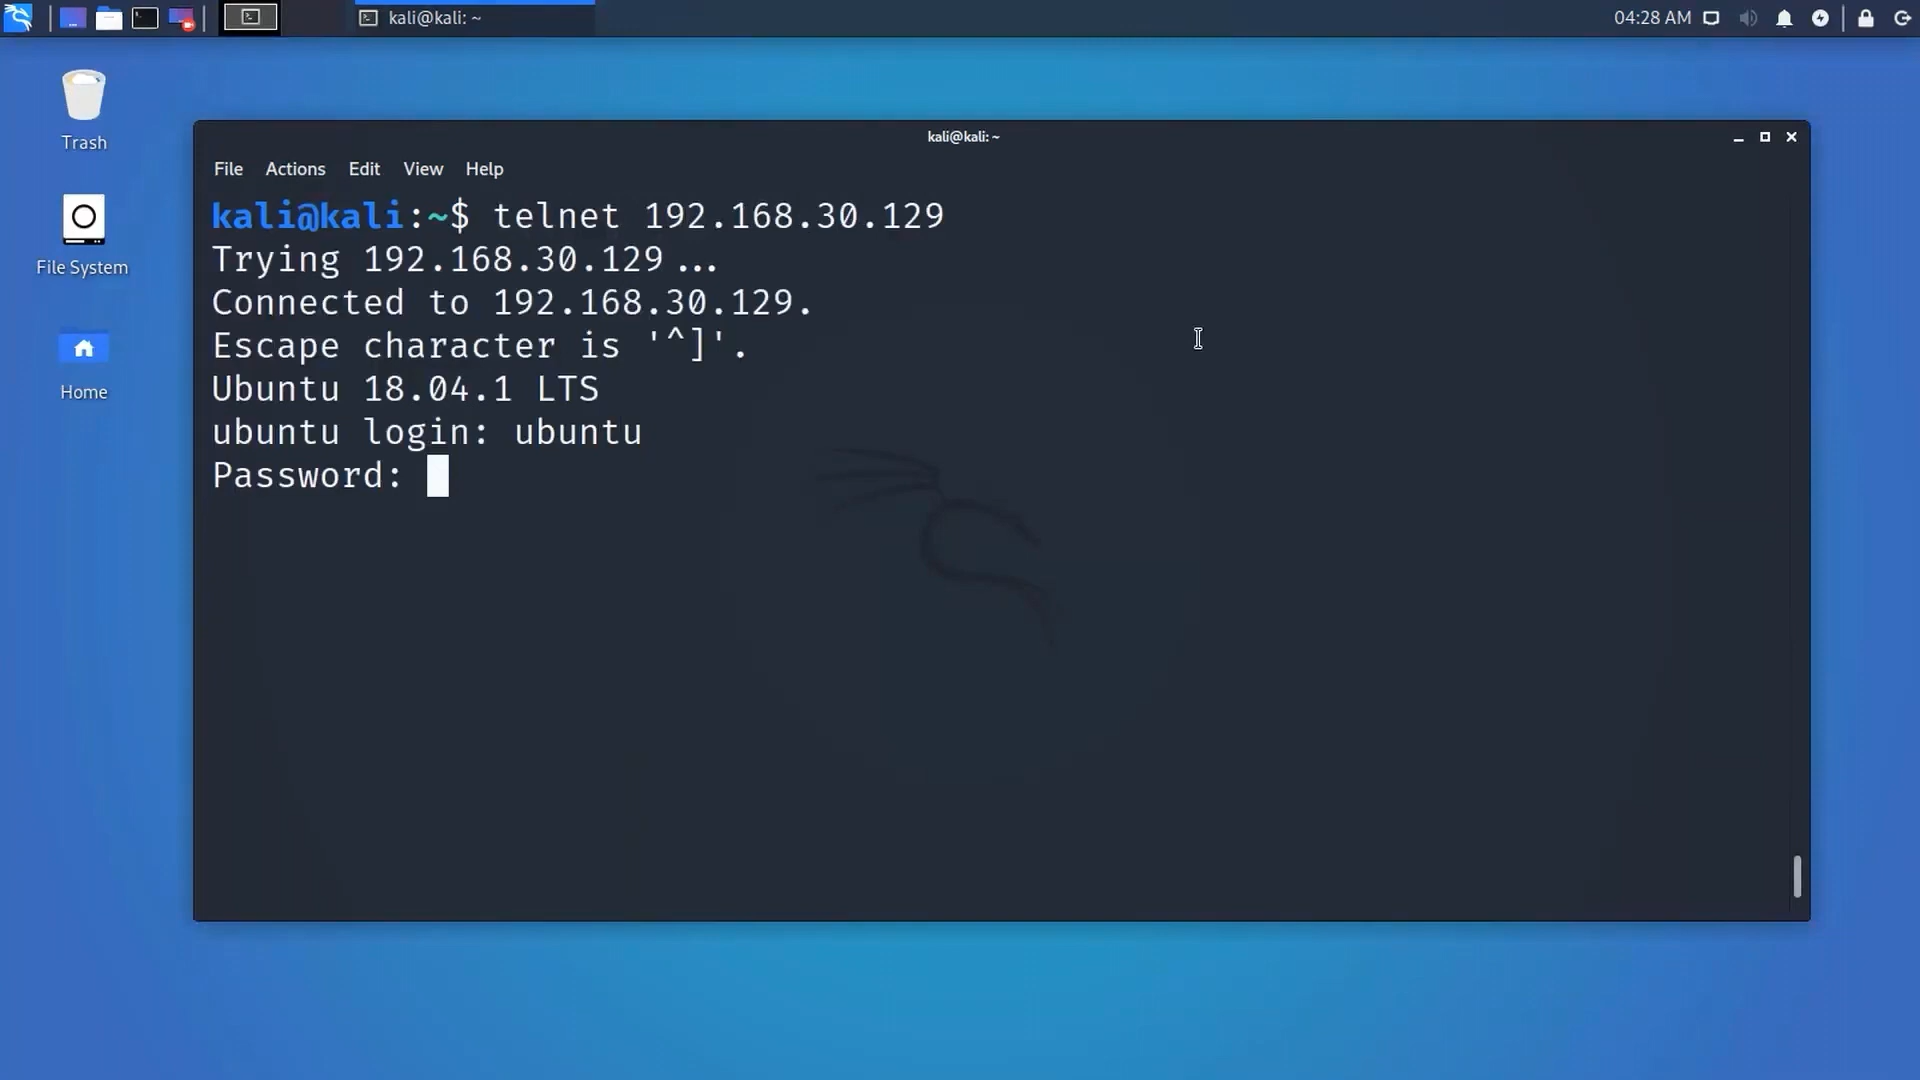 kali@kali: ~
04:28 AM
Trash
File System
Home
kali@kali: ~
File Actions Edit View Help
kali@kali:~$ telnet 192.168.30.129
Trying 192.168.30.129...
Connected to 192.168.30.129.
Escape character is '^]'.
Ubuntu 18.04.1 LTS
ubuntu login: ubuntu
Password: